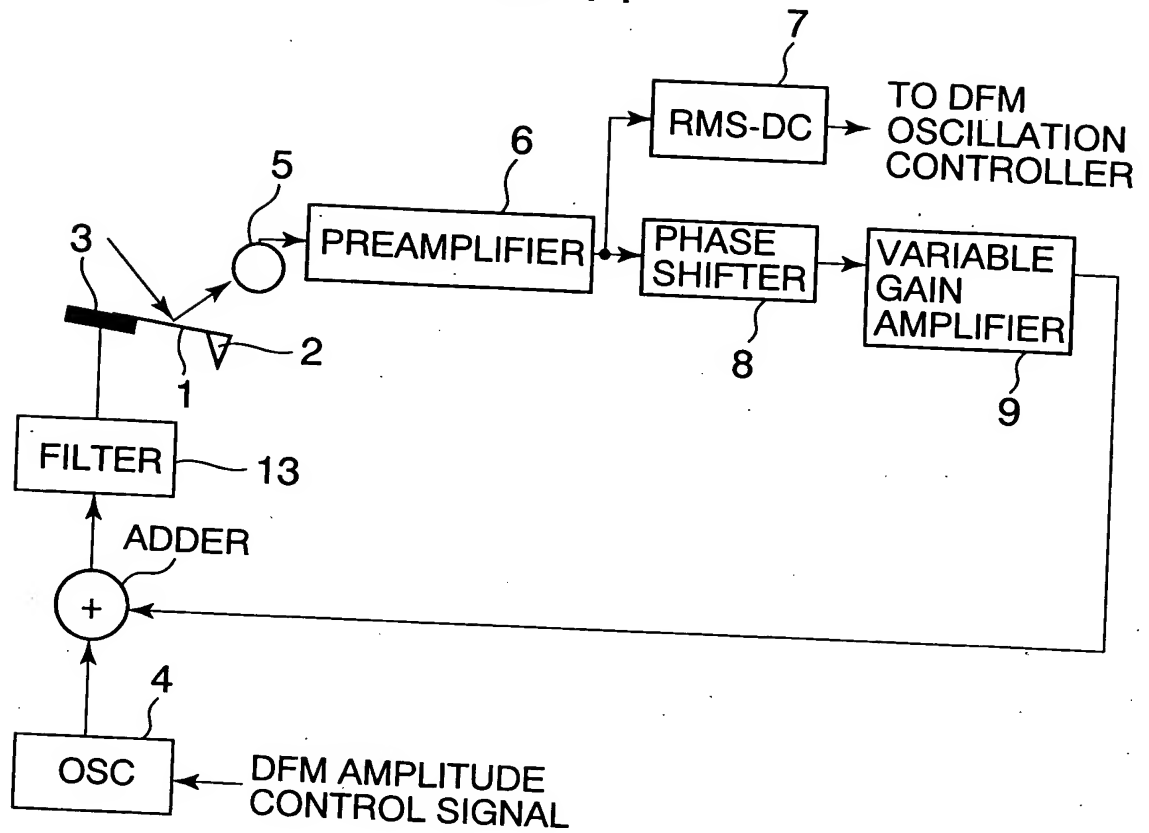 7
RMS-DC
TO DFM
OSCILLATION
CONTROLLER
6
5
PREAMPLIFIER
PHASE
SHIFTER
8
VARIABLE
GAIN
AMPLIFIER
9
3
2
1
FILTER
13
ADDER
+
4
OSC
DFM AMPLITUDE
CONTROL SIGNAL